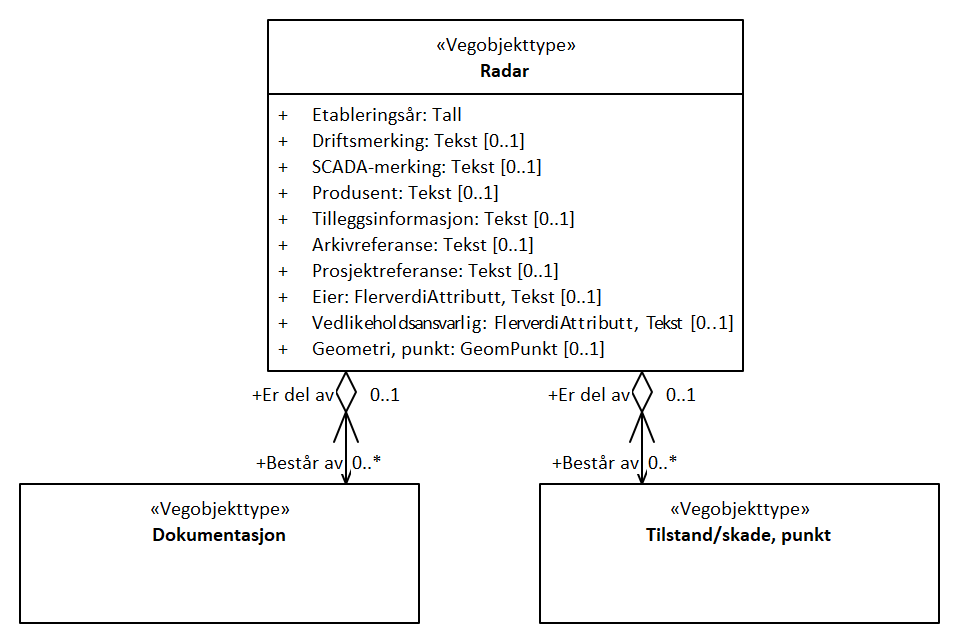 «Vegobjekttype»
Radar
+ Etableringsår: Tall
+ Driftsmerking: Tekst [0..1]
+ SCADA-merking: Tekst [0..1]
+ Produsent: Tekst [0..1]
+ Tilleggsinformasjon: Tekst [0..1]
+ Arkivreferanse: Tekst [0..1]
+ Prosjektreferanse: Tekst [0..1]
+ Eier: FlerverdiAttributt, Tekst [0..1]
+ Vedlikeholdsansvarlig: FlerverdiAttributt, Tekst [0..1]
+ Geometri, punkt: GeomPunkt [0..1]
+Er del av 0..1
+Består av 0..*
«Vegobjekttype»
Dokumentasjon
+Er del av 0..1
+Består av 0..*
«Vegobjekttype»
Tilstand/skade, punkt